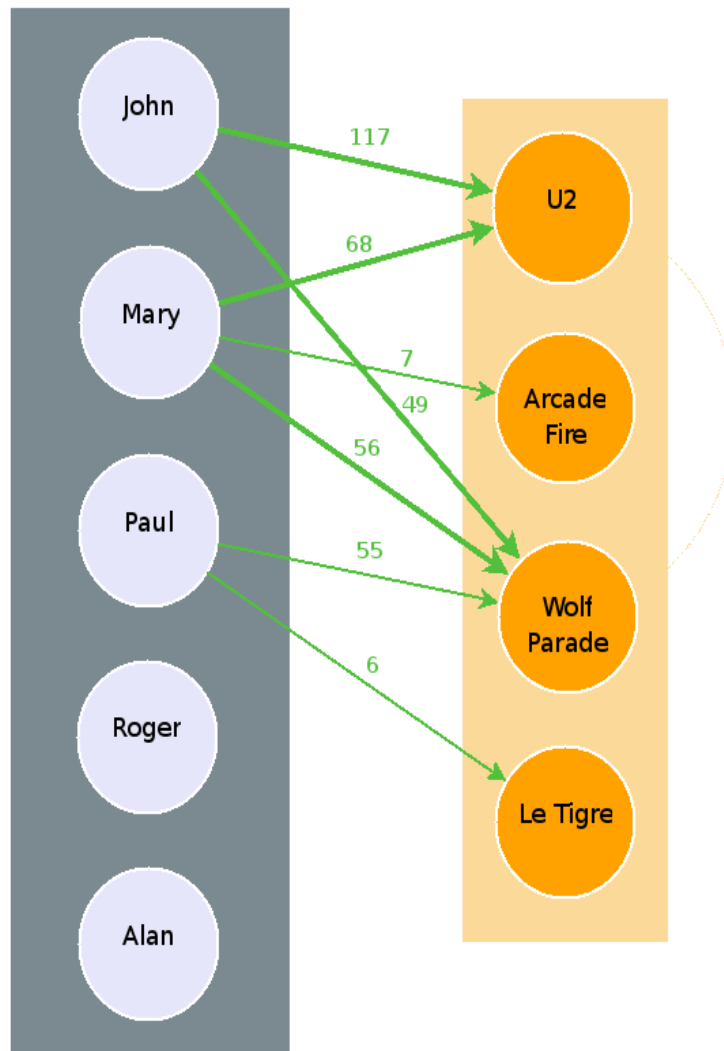 John
117
U2
68
Mary
7
Arcade
Fire
49
56
Paul
55
Wolf
Parade
6
Roger
Le Tigre
Alan